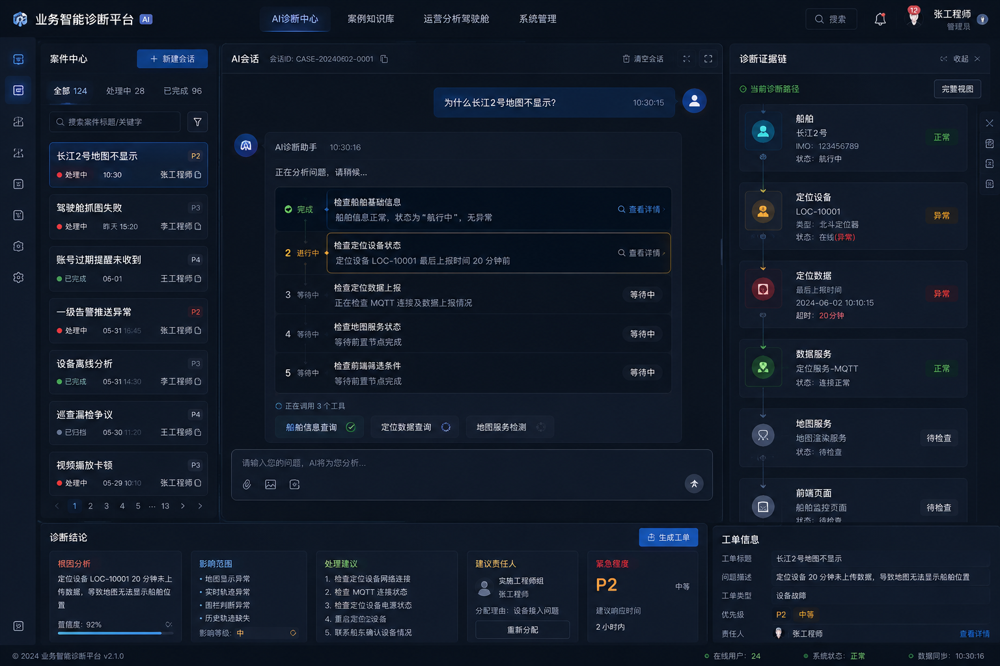 业务智能诊断平台 AI
AI诊断中心
案例知识库
运营分析驾驶舱
系统管理
搜索
12
张工程师
管理员
案件中心
新建会话
全部 124
处理中 28
已完成 96
搜索案件标题/关键字
长江2号地图不显示 P2
处理中 10:30 张工程师
驾驶舱抓图失败 P3
处理中 昨天 15:20 李工程师
账号过期提醒未收到 P4
已完成 06-01 王工程师
一级告警推送异常 P2
处理中 05-31 16:45 张工程师
设备离线分析 P3
已完成 05-31 14:30 李工程师
巡查漏检争议 P4
已归档 05-30 11:20 王工程师
视频播放卡顿 P3
处理中 05-29 10:10 张工程师
1 2 3 4 5 ... 13
AI会话 会话ID: CASE-20240602-0001
清空会话
为什么长江2号地图不显示? 10:30:15
AI诊断助手 10:30:16
正在分析问题，请稍候...
完成
检查船舶基础信息
船舶信息正常，状态为“航行中”，无异常
查看详情
2 进行中
检查定位设备状态
定位设备 LOC-10001 最后上报时间 20 分钟前
查看详情
3 等待中
检查定位数据上报
正在检查 MQTT 连接及数据上报情况
等待中
4 等待中
检查地图服务状态
等待前置节点完成
等待中
5 等待中
检查前端筛选条件
等待前置节点完成
等待中
正在调用 3 个工具
船舶信息查询
定位数据查询
地图服务检测
请输入您的问题，AI将为您分析...
诊断证据链
收起
当前诊断路径
完整视图
船舶
长江2号
IMO: 123456789
状态: 航行中
正常
定位设备
LOC-10001
类型: 北斗定位器
状态: 在线(异常)
异常
定位数据
最后上报时间
2024-06-02 10:10:15
超时: 20分钟
异常
数据服务
定位服务-MQTT
状态: 连接正常
正常
地图服务
地图渲染服务
状态: 待检查
待检查
前端页面
船舶监控页面
状态: 待检查
待检查
诊断结论
生成工单
根因分析
定位设备 LOC-10001 20 分钟未上
传数据，导致地图无法显示船舶位
置
置信度: 92%
影响范围
• 地图显示异常
• 实时轨迹异常
• 围栏判断异常
• 历史轨迹缺失
影响等级: 中
处理建议
1. 检查定位设备网络连接
2. 检查 MQTT 连接状态
3. 检查定位设备电源状态
4. 重启定位设备
5. 联系船东确认设备情况
建议责任人
实施工程师组
张工程师
分配理由: 设备接入问题
重新分配
紧急程度
P2 中等
建议响应时间
2 小时内
工单信息
工单标题 长江2号地图不显示
问题描述 定位设备 20 分钟未上传数据，导致地图无法显示船舶位置
工单类型 设备故障
优先级 P2 中等
责任人 张工程师 查看详情
© 2024 业务智能诊断平台 v2.1.0
在线用户: 24
系统状态: 正常
数据同步: 10:30:16